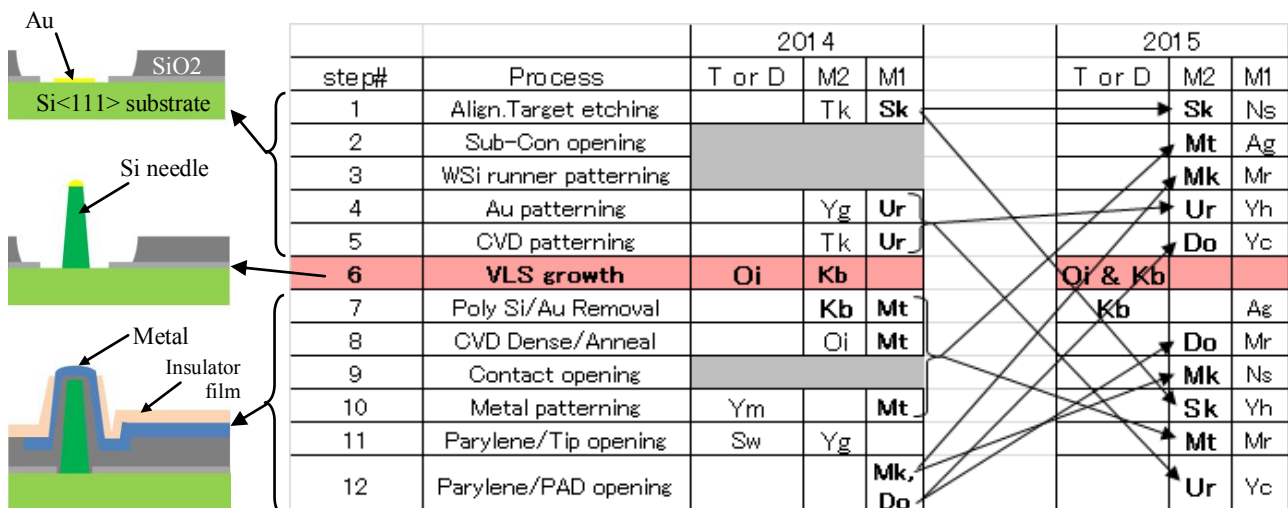 Au
SiO2
Si<111> substrate
Si needle
Metal
Insulator
film
2014 2015
step# Process T or D M2 M1 T or D M2 M1
1 Align.Target etching Tk Sk Sk Ns
2 Sub-Con opening Mt Ag
3 WSi runner patterning Mk Mr
4 Au patterning Yg Ur Ur Yh
5 CVD patterning Tk Ur Do Yc
6 VLS growth Oi Kb Oi & Kb
7 Poly Si/Au Removal Kb Mt Kb Ag
8 CVD Dense/Anneal Oi Mt Do Mr
9 Contact opening Mk Ns
10 Metal patterning Ym Mt Sk Yh
11 Parylene/Tip opening Sw Yg Mt Mr
12 Parylene/PAD opening Mk, Do Ur Yc